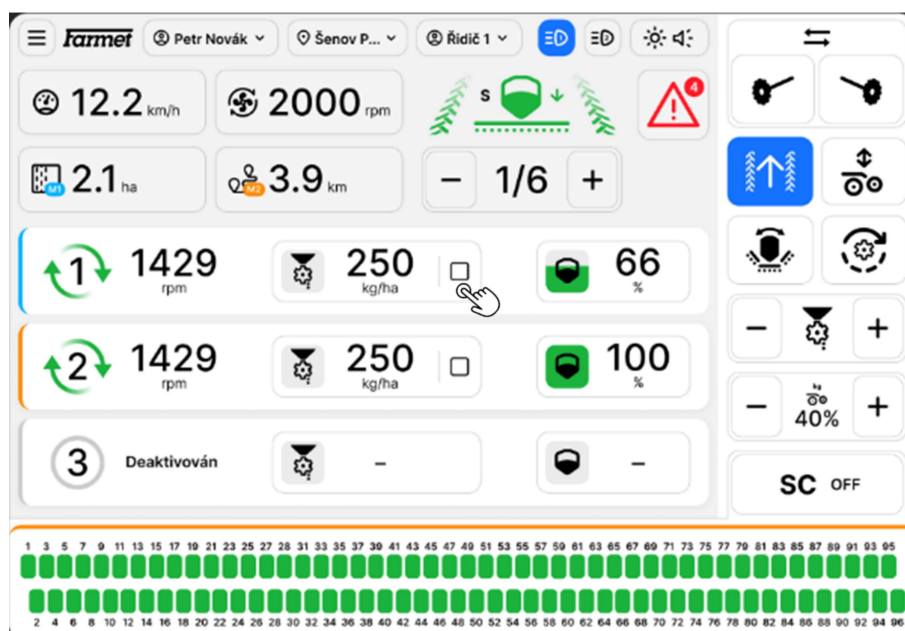 Farmet Petr Novák Šenov P... Řidič 1
12.2 km/h 2000 rpm S 4
M1 2.1 ha M2 3.9 km − 1/6 +
1 1429 rpm 250 kg/ha 66 %
2 1429 rpm 250 kg/ha 100 %
3 Deaktivován – –
− +
− kg 40% +
SC OFF
1 3 5 7 9 11 13 15 17 19 21 23 25 27 28 31 33 35 37 39 41 43 45 47 49 51 53 55 57 59 61 63 65 67 69 71 73 75 77 79 81 83 85 87 89 91 93 95
2 4 6 8 10 12 14 16 18 20 22 24 26 28 30 32 34 36 38 40 42 44 46 48 50 52 54 56 58 60 62 64 66 68 70 72 74 76 78 80 82 84 86 88 90 92 94 96